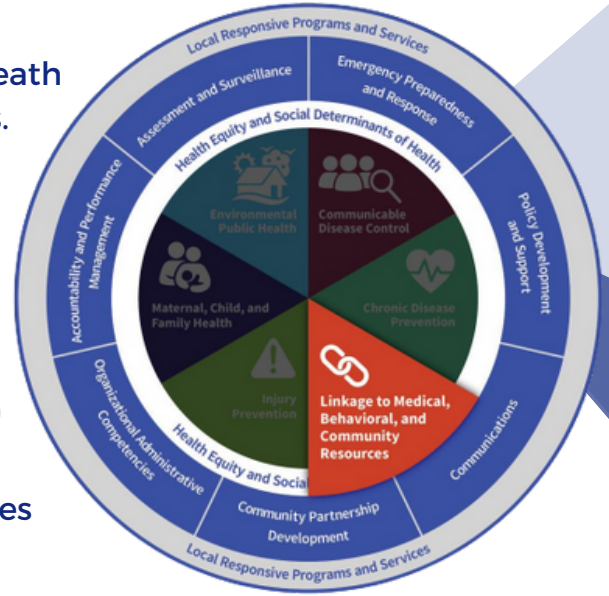 eath
s.
es
Local Responsive Programs and Services
Assessment and Surveillance
Emergency Preparedness
and Response
Policy Development
and Support
Communications
Community Partnership
Development
Organizational Administrative
Competencies
Accountability and Performance
Management
Health Equity and Social Determinants of Health
Environmental
Public Health
Communicable
Disease Control
Chronic Disease
Prevention
Linkage to Medical,
Behavioral, and
Community
Resources
Injury
Prevention
Maternal, Child, and
Family Health
Health Equity and Social
Local Responsive Programs and Services